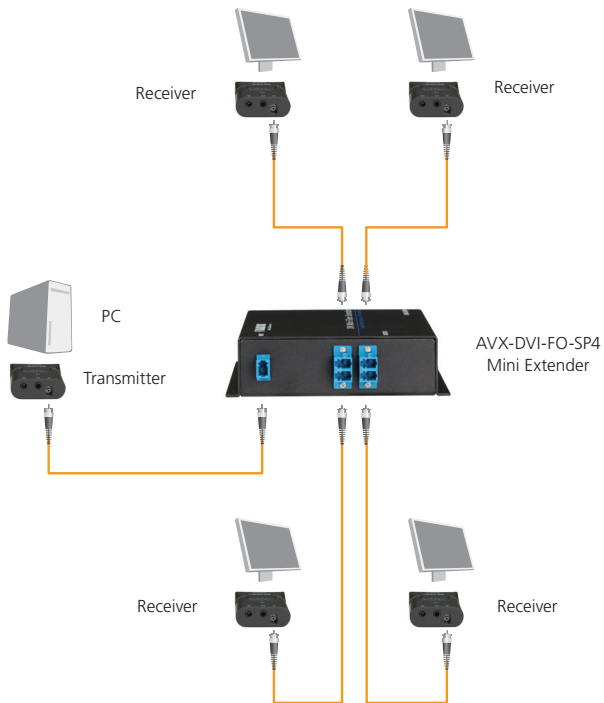 Receiver
Receiver
PC
Transmitter
AVX-DVI-FO-SP4
Mini Extender
Receiver
Receiver